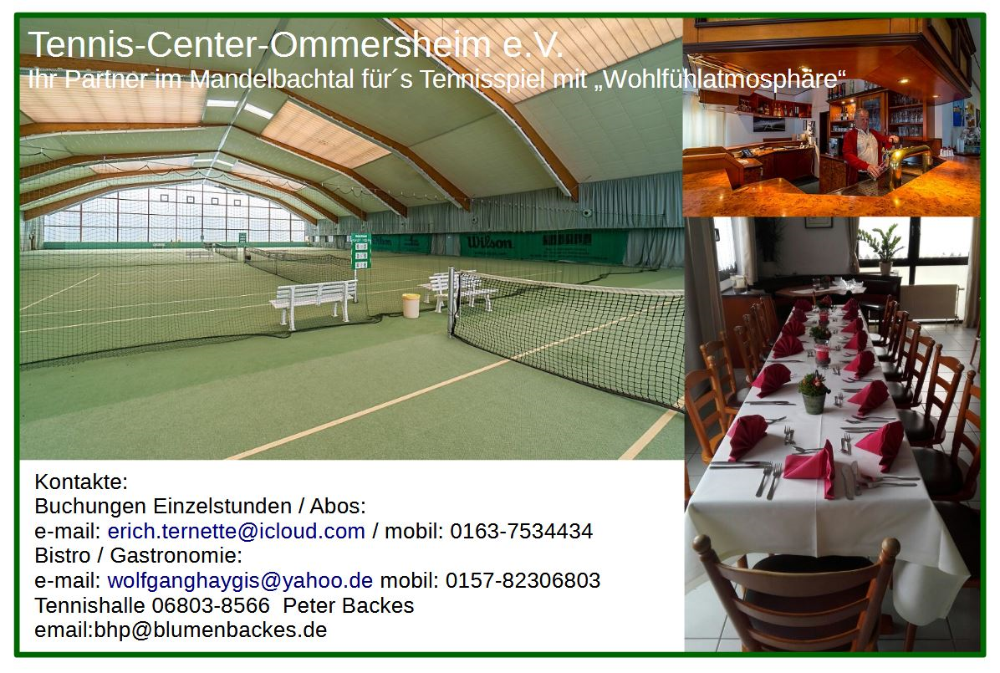 Tennis-Center-Ommersheim e.V.
Ihr Partner im Mandelbachtal für´s Tennisspiel mit „Wohlfühlatmosphäre“
Wilson
Kontakte:
Buchungen Einzelstunden / Abos:
e-mail: erich.ternette@icloud.com / mobil: 0163-7534434
Bistro / Gastronomie:
e-mail: wolfganghaygis@yahoo.de mobil: 0157-82306803
Tennishalle 06803-8566  Peter Backes
email:bhp@blumenbackes.de